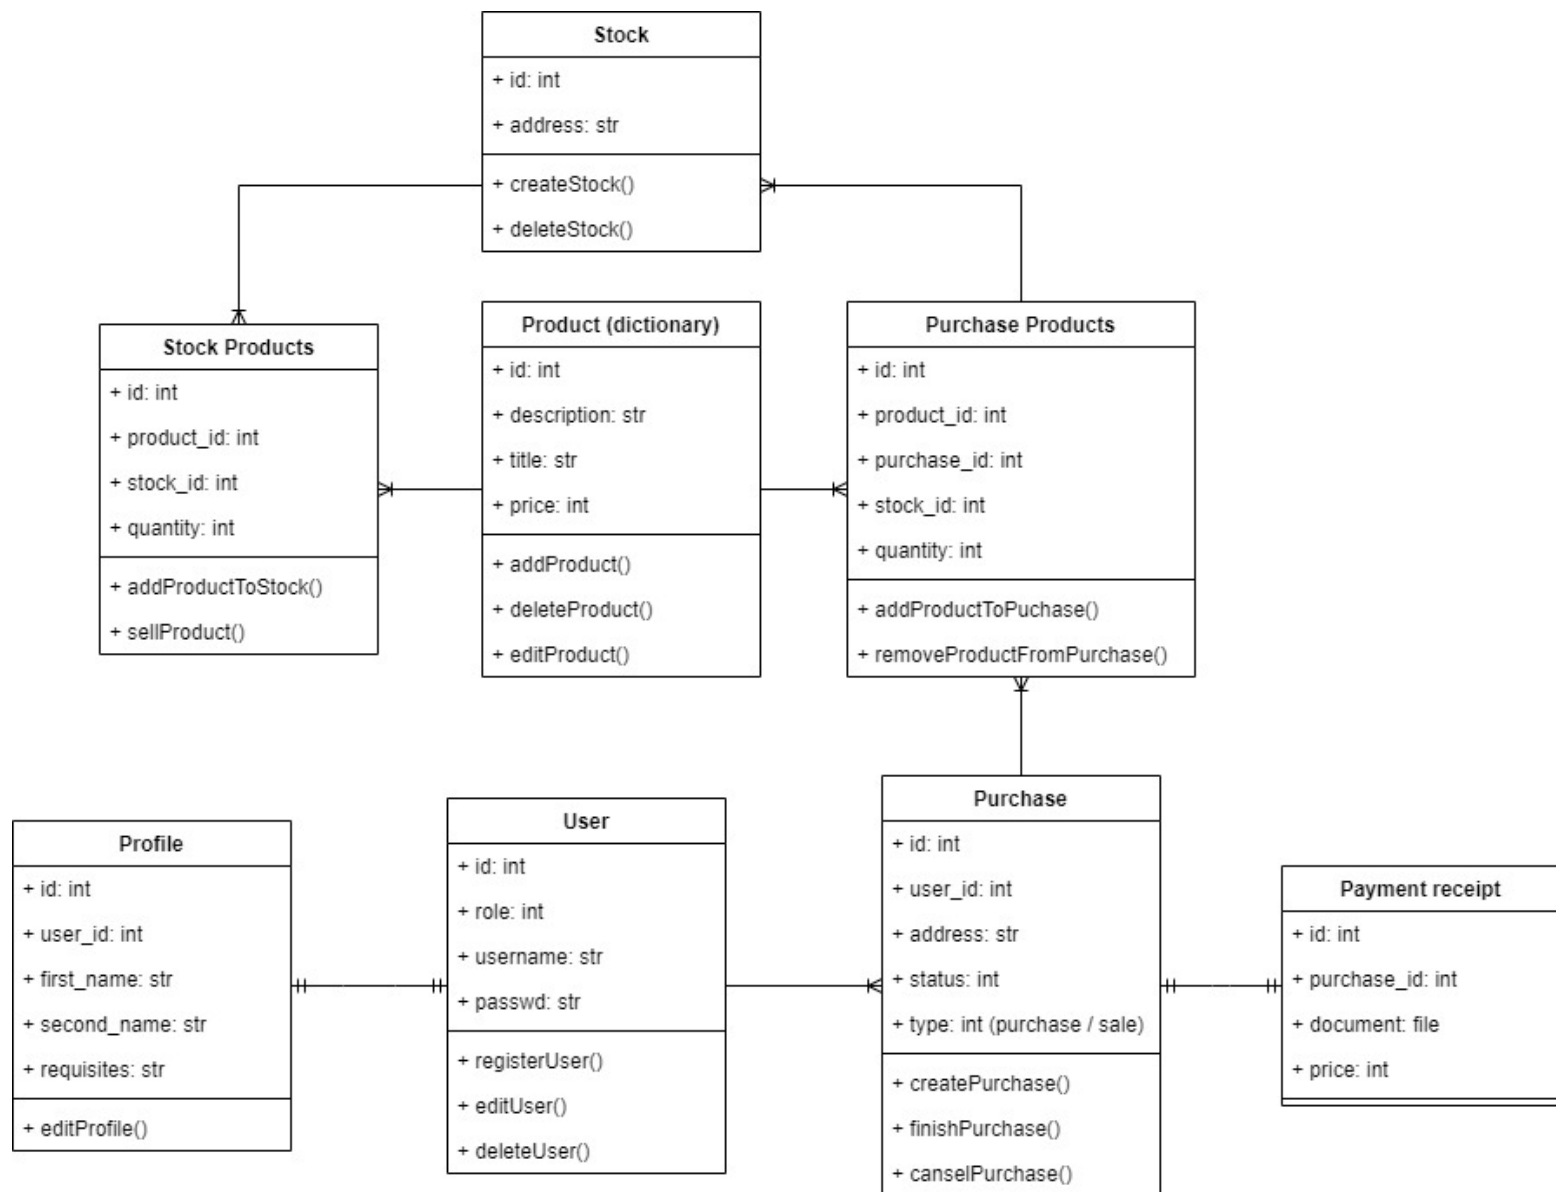 Stock
+ id: int
+ address: str
+ createStock()
+ deleteStock()
Stock Products
+ id: int
+ product_id: int
+ stock_id: int
+ quantity: int
+ addProductToStock()
+ sellProduct()
Product (dictionary)
+ id: int
+ description: str
+ title: str
+ price: int
+ addProduct()
+ deleteProduct()
+ editProduct()
Purchase Products
+ id: int
+ product_id: int
+ purchase_id: int
+ stock_id: int
+ quantity: int
+ addProductToPuchase()
+ removeProductFromPurchase()
Profile
+ id: int
+ user_id: int
+ first_name: str
+ second_name: str
+ requisites: str
+ editProfile()
User
+ id: int
+ role: int
+ username: str
+ passwd: str
+ registerUser()
+ editUser()
+ deleteUser()
Purchase
+ id: int
+ user_id: int
+ address: str
+ status: int
+ type: int (purchase / sale)
+ createPurchase()
+ finishPurchase()
+ canselPurchase()
Payment receipt
+ id: int
+ purchase_id: int
+ document: file
+ price: int